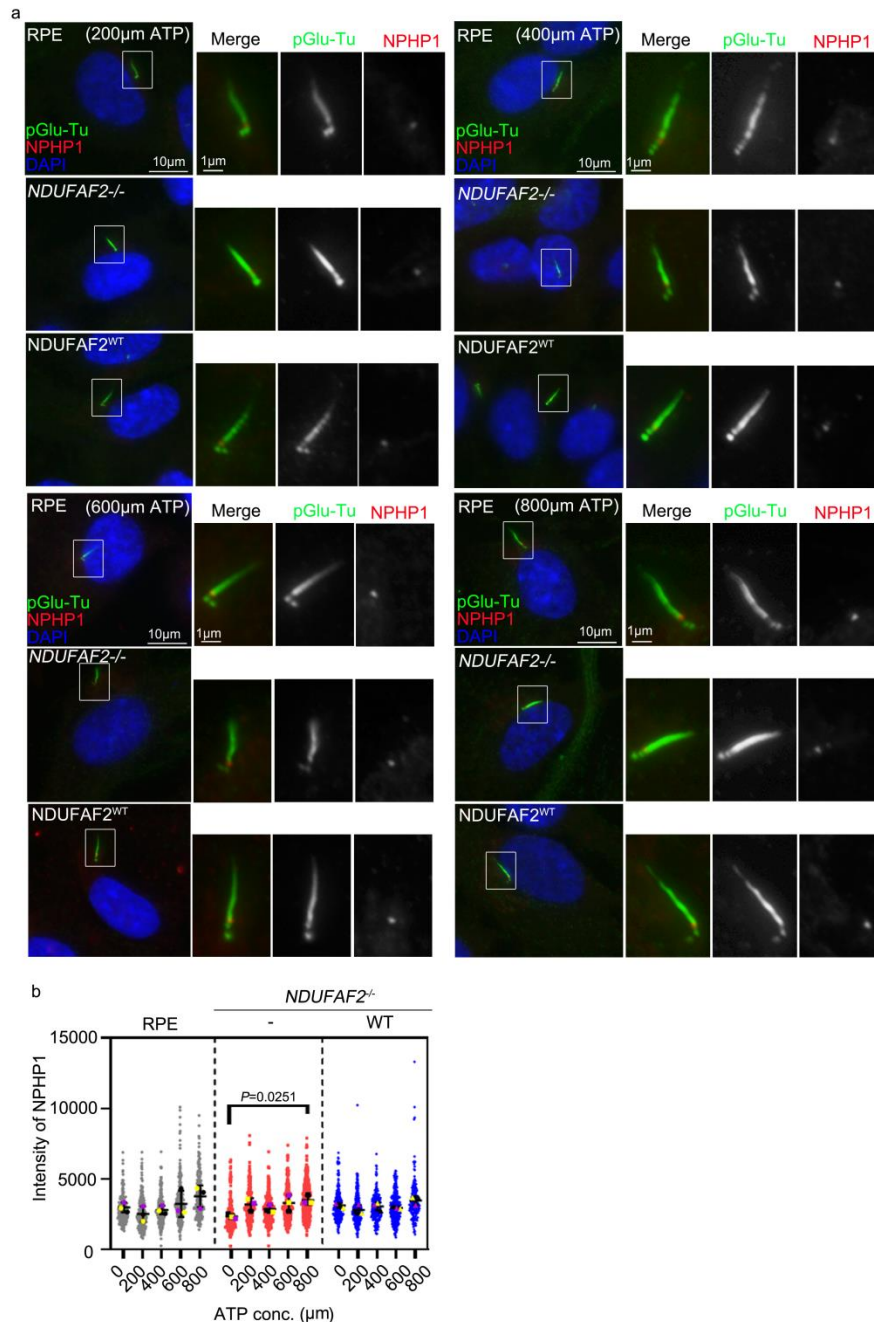 a
RPE (200μm ATP) Merge pGlu-Tu NPHP1
pGlu-Tu
NPHP1
DAPI 10μm 1μm
NDUFAF2-/-
NDUFAF2WT
RPE (400μm ATP) Merge pGlu-Tu NPHP1
pGlu-Tu
NPHP1
DAPI 10μm 1μm
NDUFAF2-/-
NDUFAF2WT
RPE (600μm ATP) Merge pGlu-Tu NPHP1
pGlu-Tu
NPHP1
DAPI 10μm 1μm
NDUFAF2-/-
NDUFAF2WT
RPE (800μm ATP) Merge pGlu-Tu NPHP1
pGlu-Tu
NPHP1
DAPI 10μm 1μm
NDUFAF2-/-
NDUFAF2WT
b
NDUFAF2-/-
RPE - WT
Intensity of NPHP1
15000
10000
5000
0
P=0.0251
0 200 400 600 800 0 200 400 600 800 0 200 400 600 800
ATP conc. (μm)